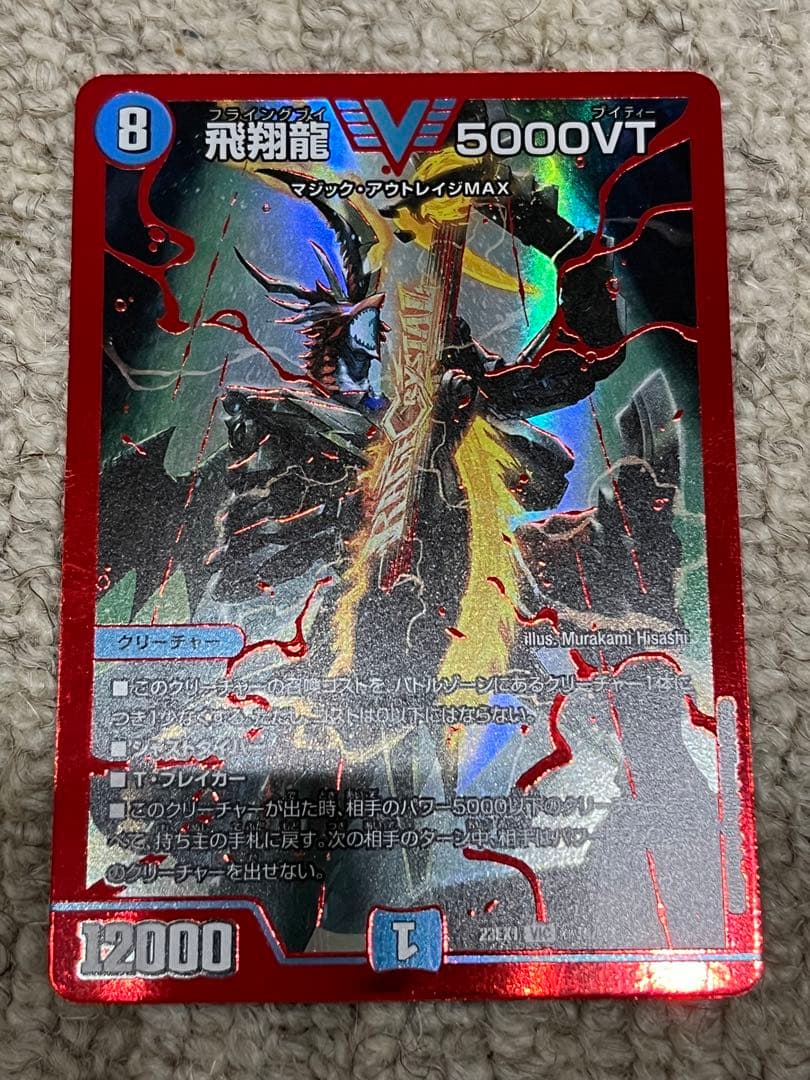 8
フライングブイ ブイティー
飛翔龍 5000VT
マジック・アウトレイジMAX
CRYSTAL
クリーチャー
illus. Murakami Hisashi
■このクリーチャーの召喚コストを、バトルゾーンにあるクリーチャー1体に
つき1少なくする。ただし、コストは0以下にはならない。
■ジャストダイバー
■T・ブレイカー
■このクリーチャーが出た時、相手のパワー5000以下のクリー
べて、持ち主の手札に戻す。次の相手のターン中、相手はパワー
のクリーチャーを出せない。
12000
1
23EX1 VIC